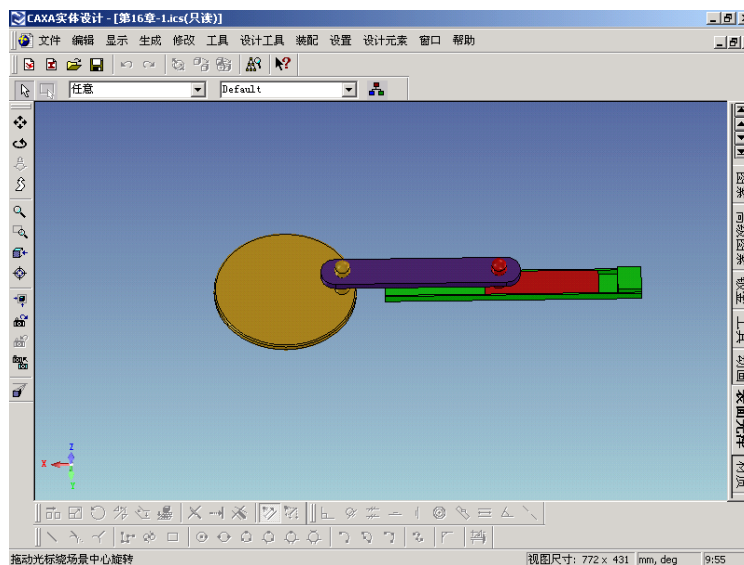 CAXA实体设计 - [第16章-1.ics(只读)]
文件 编辑 显示 生成 修改 工具 设计工具 装配 设置 设计元素 窗口 帮助
任意 Default
图素
高级图素
钣金
工具
动画
表面光泽
材质
Z
X
Y
拖动光标绕场景中心旋转 视图尺寸: 772 x 431 mm, deg 9:55